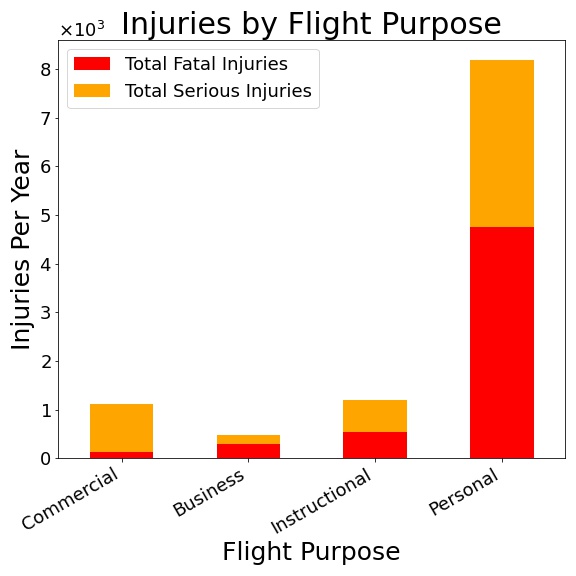 Injuries by Flight Purpose
×10³
Total Fatal Injuries
Total Serious Injuries
Injuries Per Year
8
7
6
5
4
3
2
1
0
Commercial
Business
Instructional
Personal
Flight Purpose